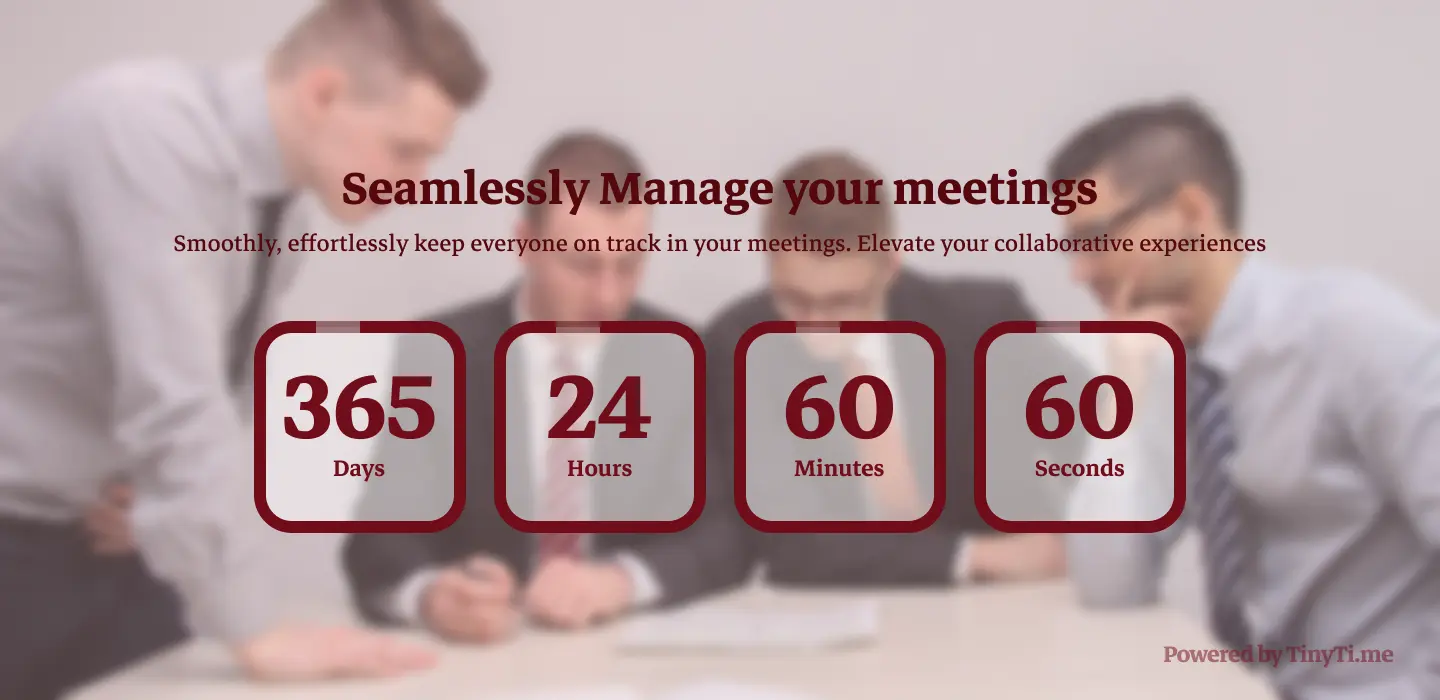 Seamlessly Manage your meetings
Smoothly, effortlessly keep everyone on track in your meetings. Elevate your collaborative experiences
365 24 60 60
Days Hours Minutes Seconds
Powered by TinyTi.me